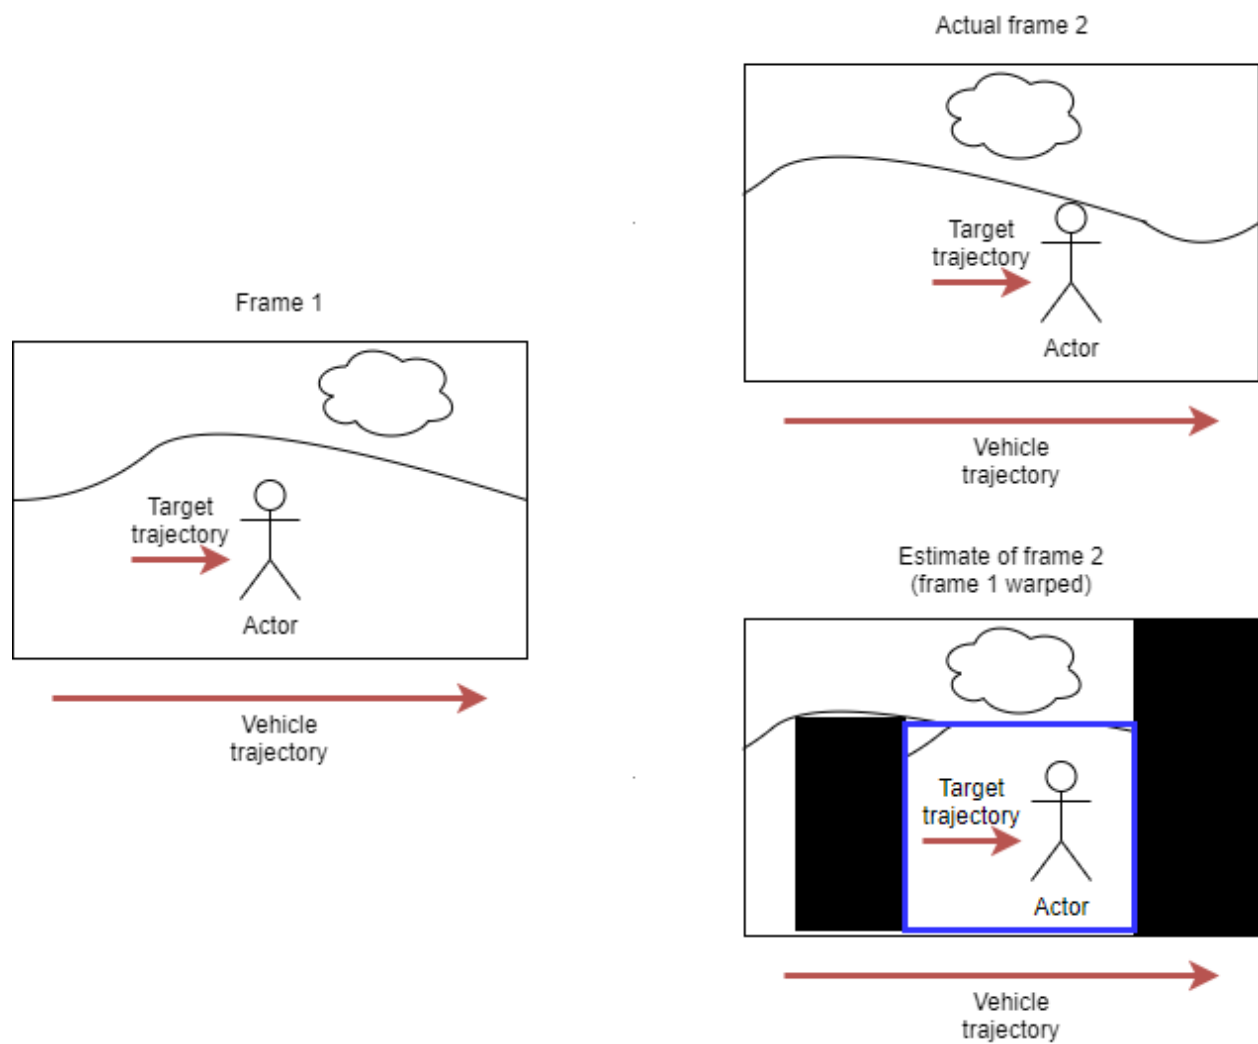 Actual frame 2
Target
trajectory
Actor
Vehicle
trajectory
Frame 1
Target
trajectory
Actor
Vehicle
trajectory
Estimate of frame 2
(frame 1 warped)
Target
trajectory
Actor
Vehicle
trajectory